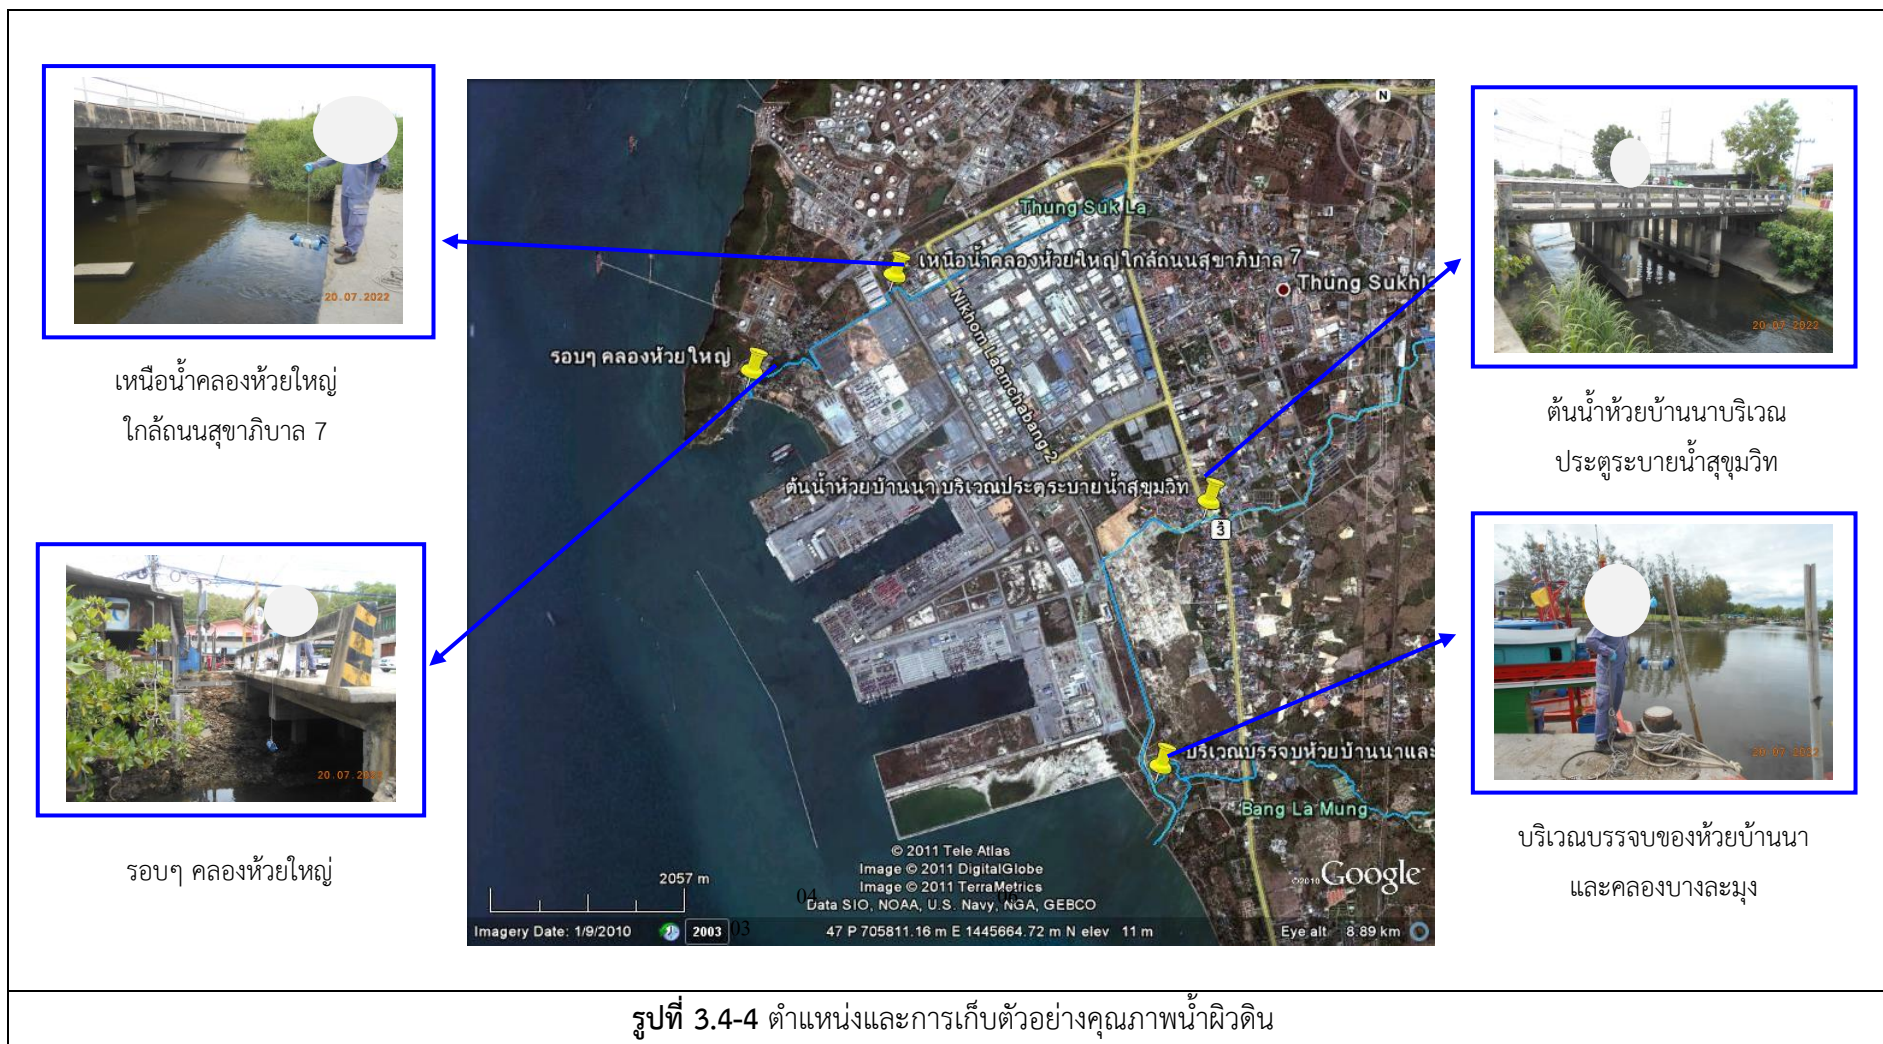 20.07.2022
เหนือน้ำคลองห้วยใหญ่
ใกล้ถนนสุขาภิบาล 7
20.07.2022
รอบๆ คลองห้วยใหญ่
N
Thung Suk La
เหนือน้ำคลองห้วยใหญ่ใกล้ถนนสุขาภิบาล 7
Thung Sukhla
Nikhom Laemchabang 2
รอบๆ คลองห้วยใหญ่
ต้นน้ำห้วยบ้านนา บริเวณประตูระบายน้ำสุขุมวิท
3
บริเวณบรรจบห้วยบ้านนาและ
Bang La Mung
© 2011 Tele Atlas
Image © 2011 DigitalGlobe
Image © 2011 TerraMetrics
Data SIO, NOAA, U.S. Navy, NGA, GEBCO
2057 m
04
06
©2010 Google
Imagery Date: 1/9/2010
2003
03
47 P 705811.16 m E 1445664.72 m N elev 11 m
Eye alt 8.89 km
20.07.2022
ต้นน้ำห้วยบ้านนาบริเวณ
ประตูระบายน้ำสุขุมวิท
20.07.2022
บริเวณบรรจบของห้วยบ้านนา
และคลองบางละมุง
รูปที่ 3.4-4 ตำแหน่งและการเก็บตัวอย่างคุณภาพน้ำผิวดิน